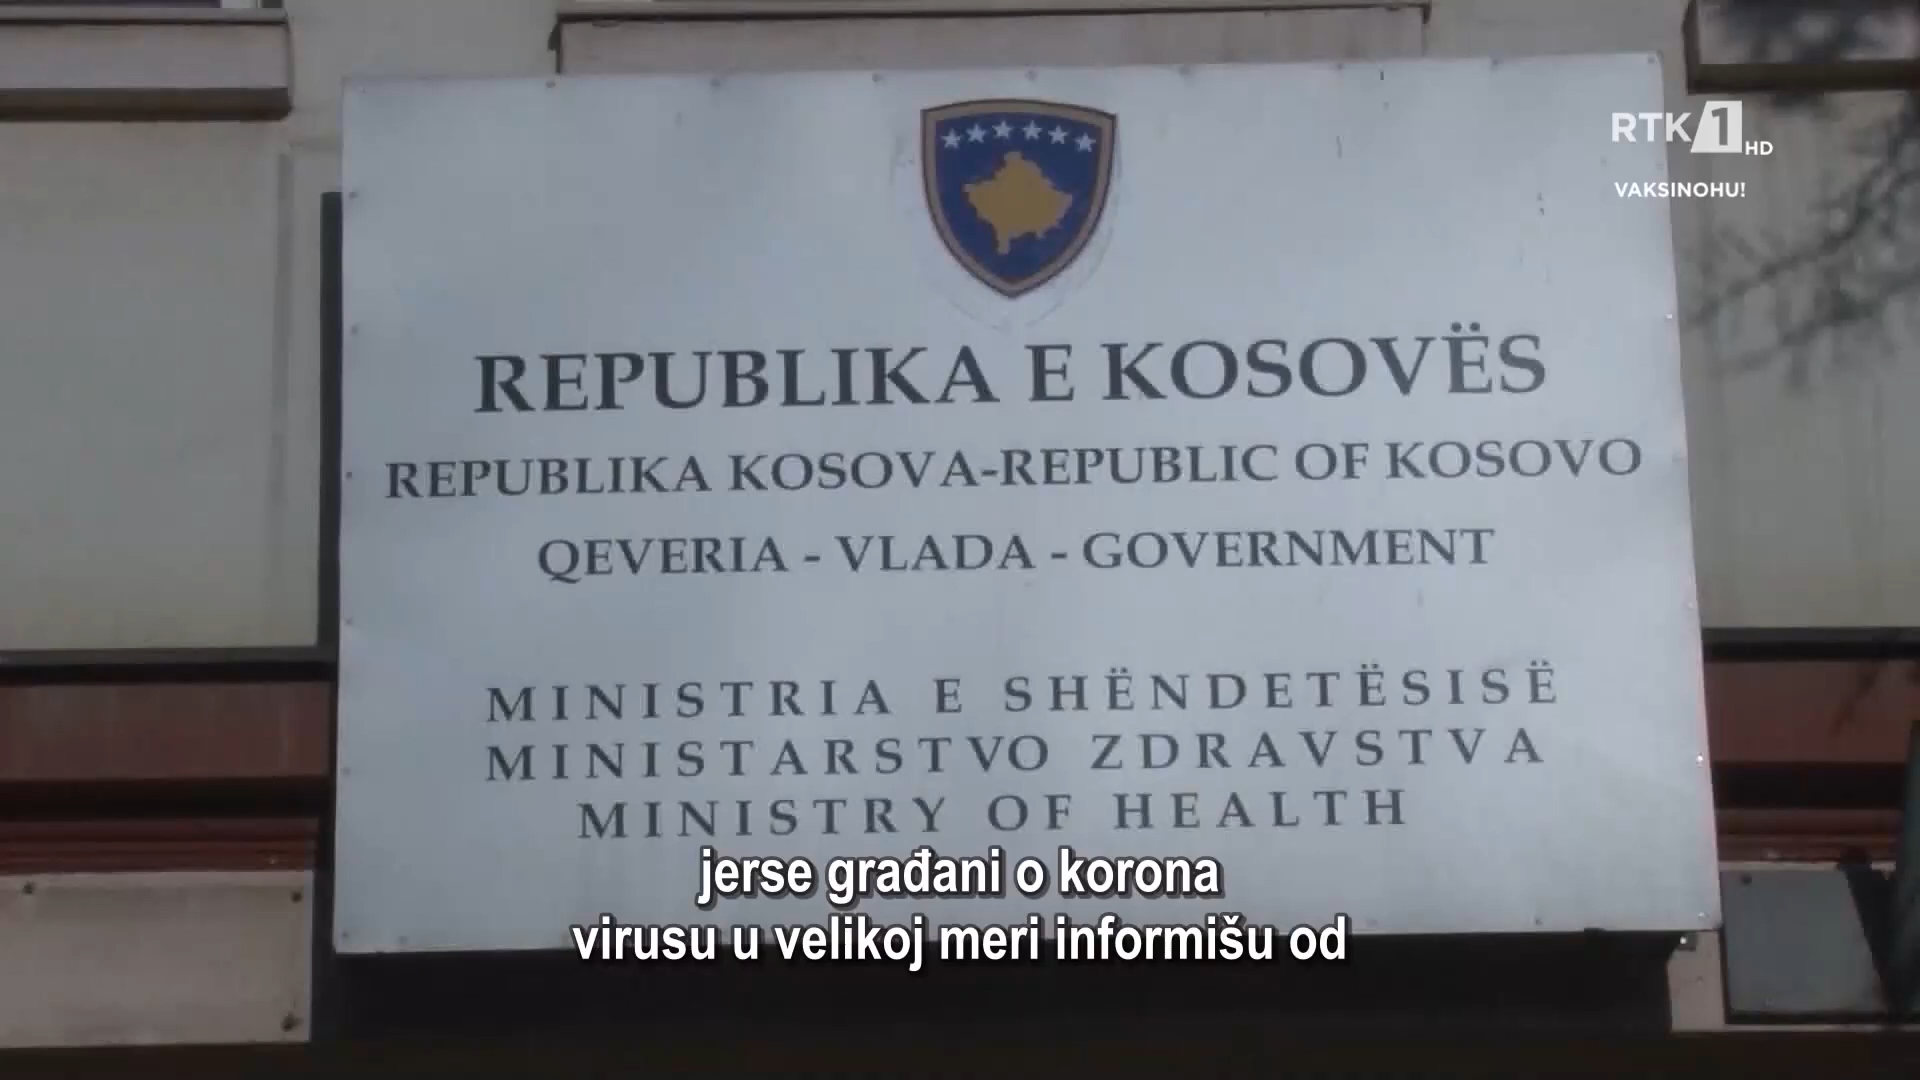 RTK 1 HD
VAKSINOHU!
REPUBLIKA E KOSOVËS
REPUBLIKA KOSOVA-REPUBLIC OF KOSOVO
QEVERIA - VLADA - GOVERNMENT
MINISTRIA E SHËNDETËSISË
MINISTARSTVO ZDRAVSTVA
MINISTRY OF HEALTH
jerse građani o korona
virusu u velikoj meri informišu od